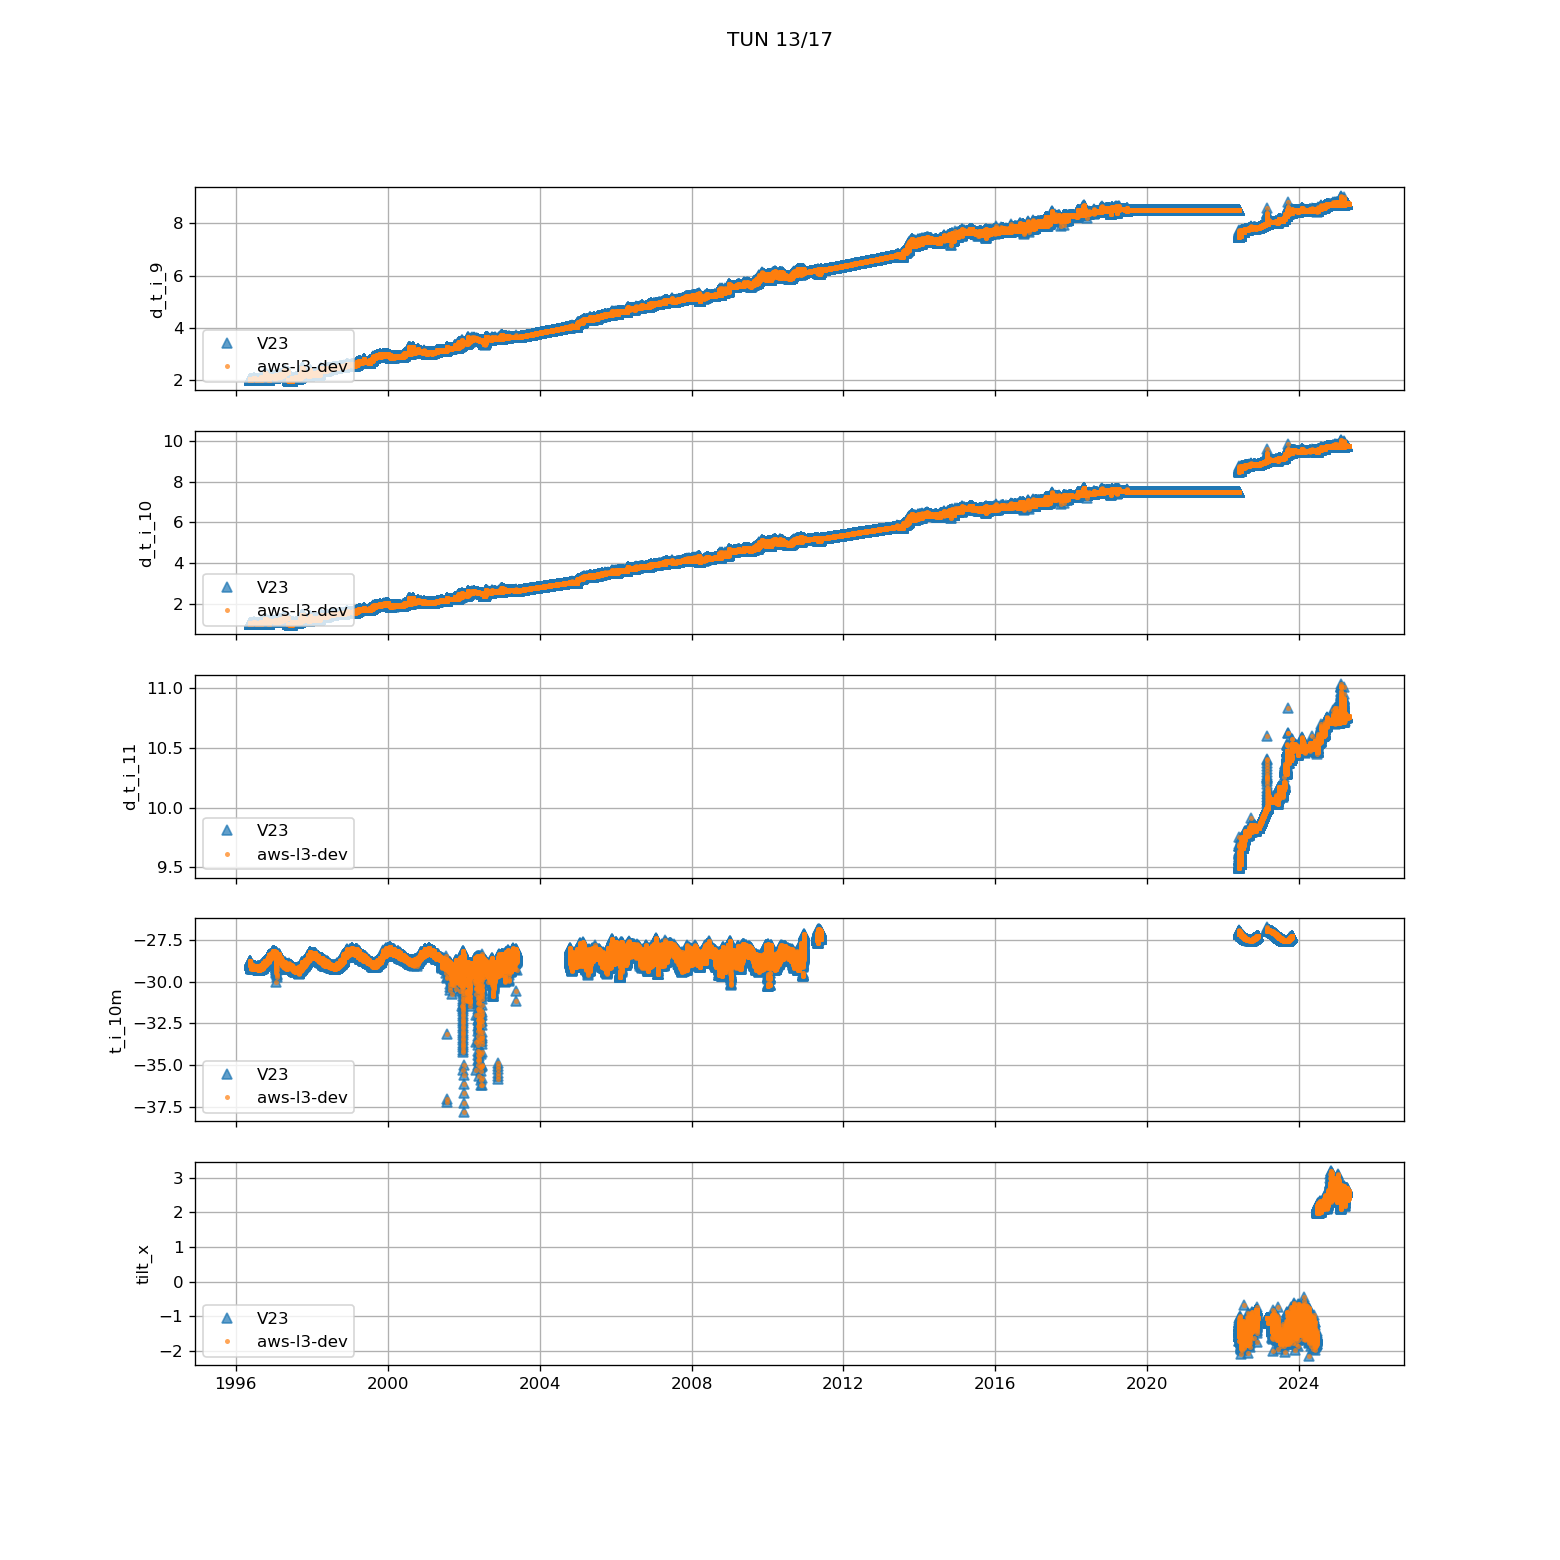 TUN 13/17
8
6
4
2
d_t_i_9
V23
aws-l3-dev
10
8
6
4
2
d_t_i_10
V23
aws-l3-dev
11.0
10.5
10.0
9.5
d_t_i_11
V23
aws-l3-dev
−27.5
−30.0
−32.5
−35.0
−37.5
t_i_10m
V23
aws-l3-dev
3
2
1
0
−1
−2
tilt_x
V23
aws-l3-dev
1996 2000 2004 2008 2012 2016 2020 2024